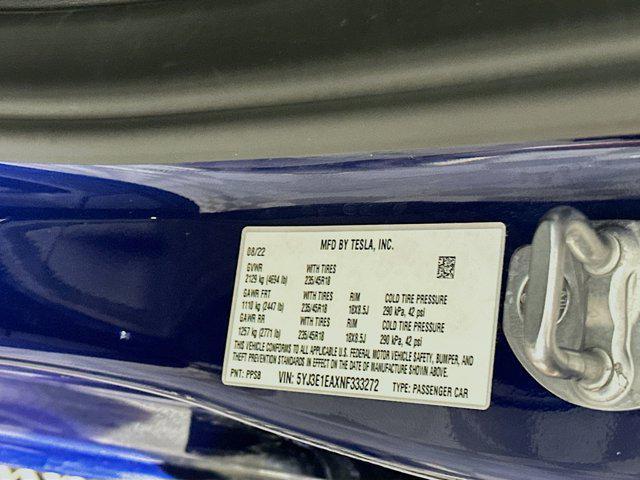 MFD BY TESLA, INC.
08/22
GVWR WITH TIRES
2129 kg (4694 lb) 235/45R18
GAWR FRT WITH TIRES RIM COLD TIRE PRESSURE
1110 kg (2447 lb) 235/45R18 18X8.5J 290 kPa, 42 psi
GAWR RR WITH TIRES RIM COLD TIRE PRESSURE
1257 kg (2771 lb) 235/45R18 18X8.5J 290 kPa, 42 psi
THIS VEHICLE CONFORMS TO ALL APPLICABLE U.S. FEDERAL MOTOR VEHICLE SAFETY, BUMPER, AND
THEFT PREVENTION STANDARDS IN EFFECT ON THE DATE OF MANUFACTURE SHOWN ABOVE.
PNT: PPSB VIN: 5YJ3E1EAXNF333272 TYPE: PASSENGER CAR